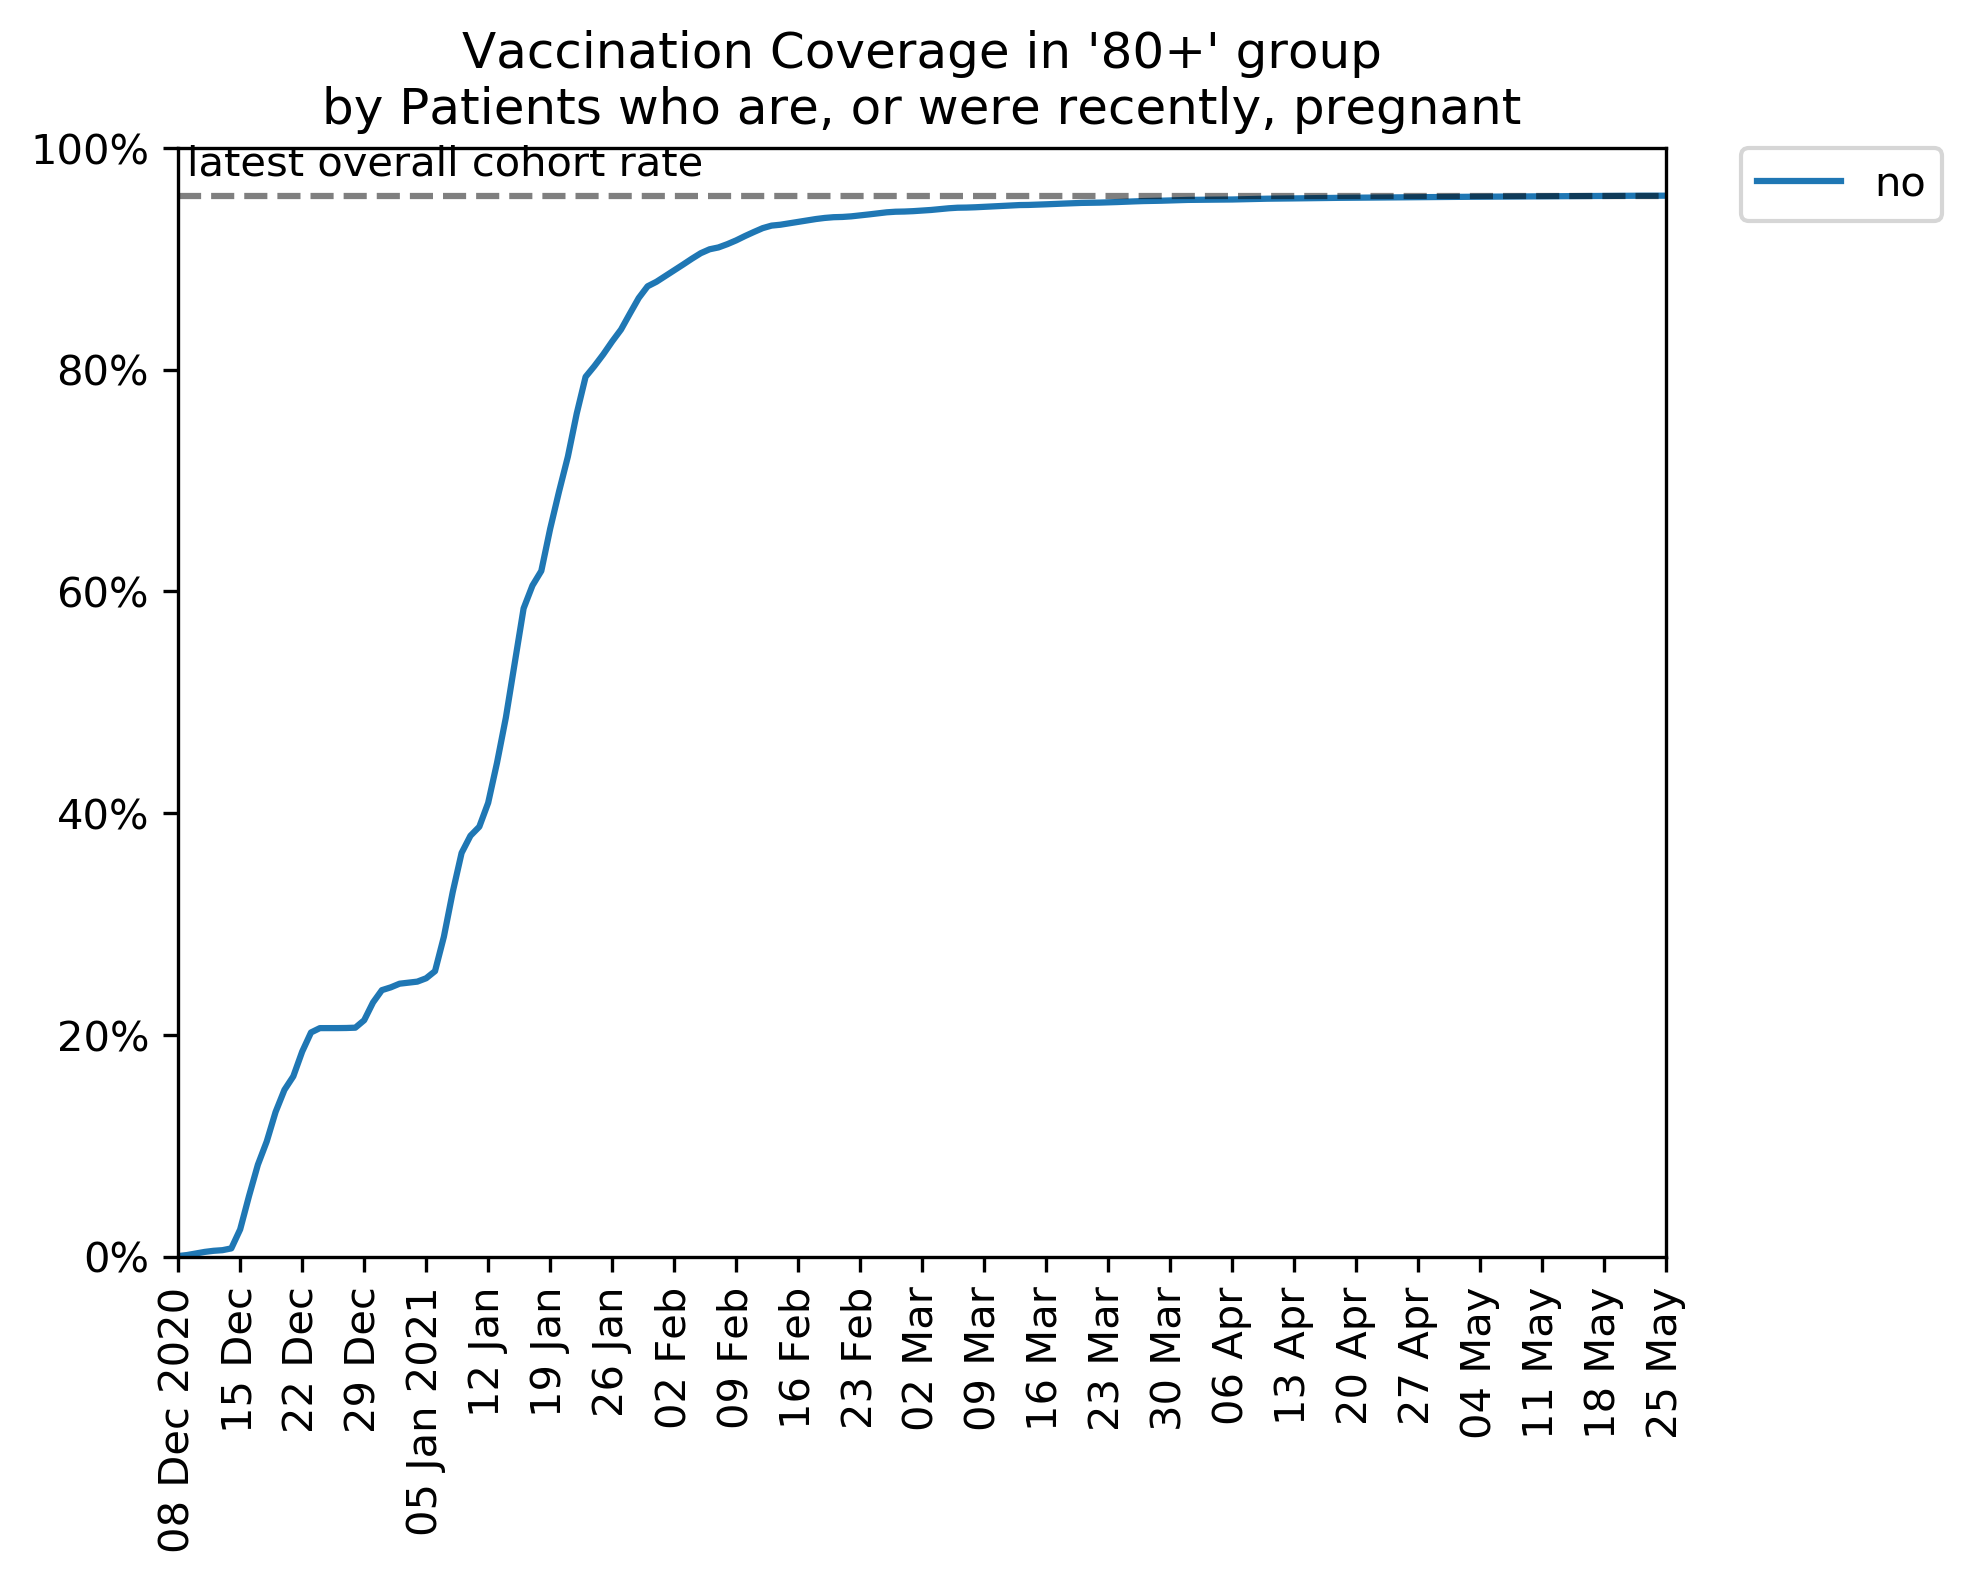 Vaccination Coverage in '80+' group
by Patients who are, or were recently, pregnant
100%
80%
60%
40%
20%
0%
latest overall cohort rate
no
08 Dec 2020
15 Dec
22 Dec
29 Dec
05 Jan 2021
12 Jan
19 Jan
26 Jan
02 Feb
09 Feb
16 Feb
23 Feb
02 Mar
09 Mar
16 Mar
23 Mar
30 Mar
06 Apr
13 Apr
20 Apr
27 Apr
04 May
11 May
18 May
25 May